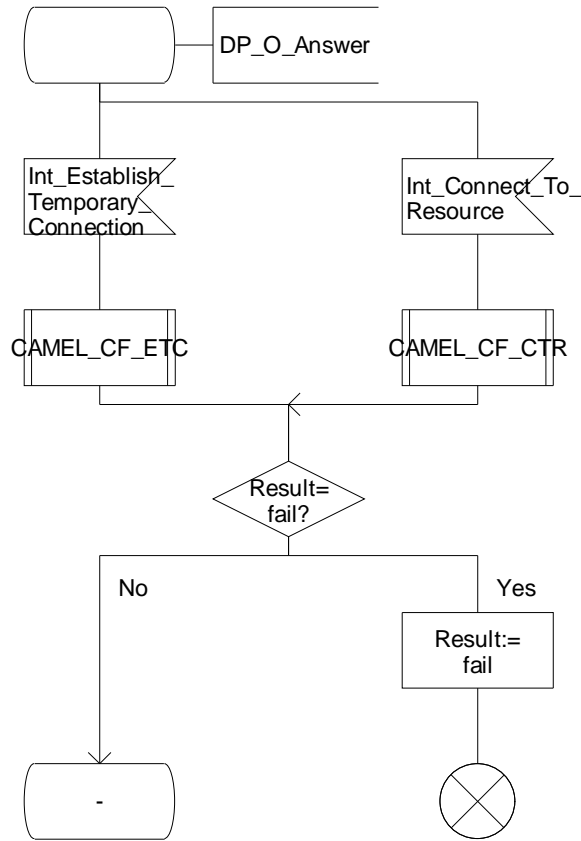 DP_O_Answer
Int_Establish_
Temporary_
Connection
Int_Connect_To_
Resource
CAMEL_CF_ETC
CAMEL_CF_CTR
Result=
fail?
No
Yes
Result:=
fail
-